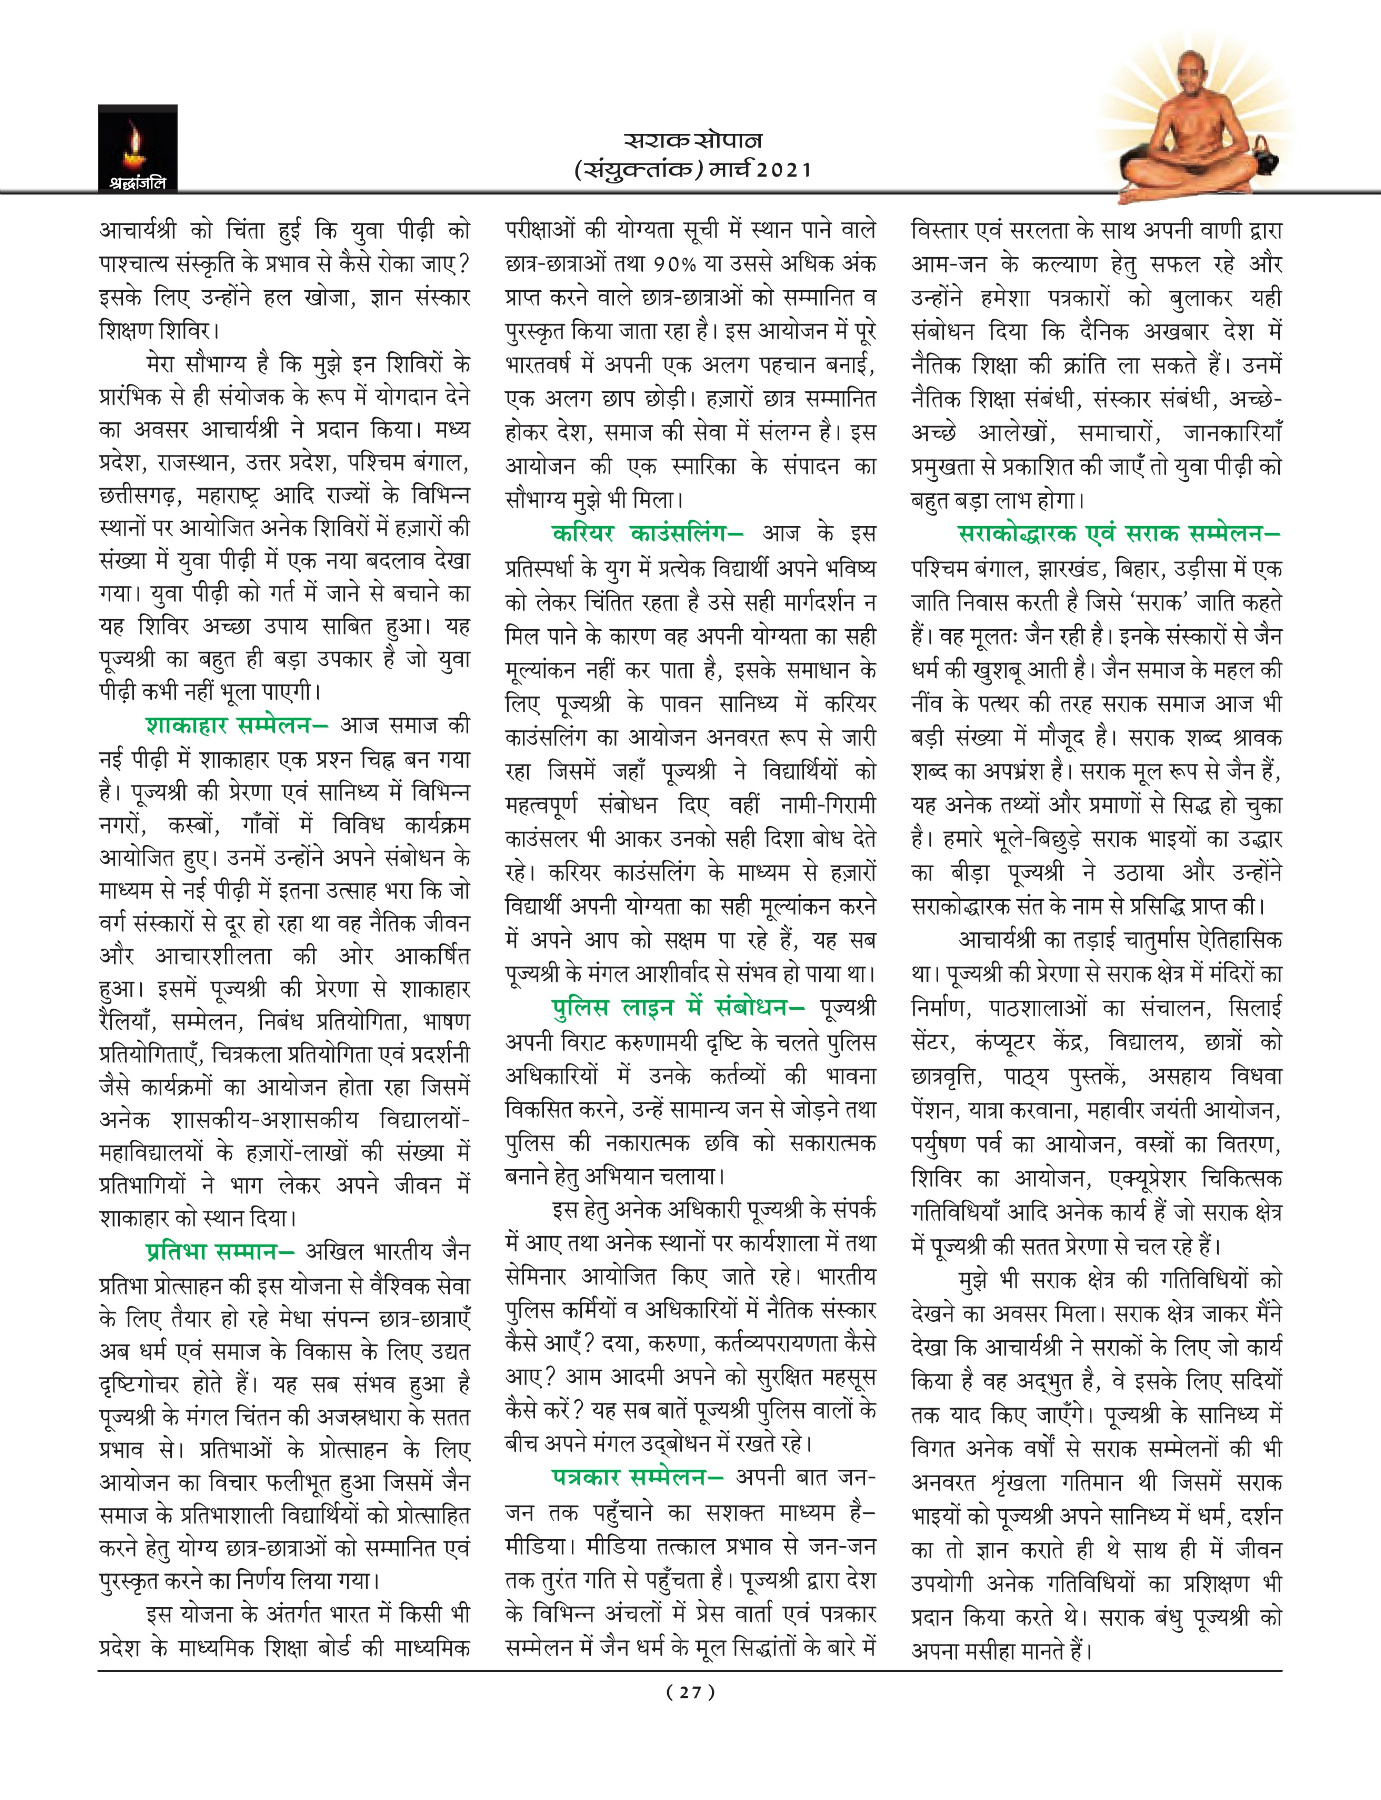 श्रद्धांजलि
सराक सोपान
(संयुक्तांक) मार्च 2021
आचार्यश्री को चिंता हुई कि युवा पीढ़ी को
पाश्चात्य संस्कृति के प्रभाव से कैसे रोका जाए?
इसके लिए उन्होंने हल खोजा, ज्ञान संस्कार
शिक्षण शिविर।
मेरा सौभाग्य है कि मुझे इन शिविरों के
प्रारंभिक से ही संयोजक के रूप में योगदान देने
का अवसर आचार्यश्री ने प्रदान किया। मध्य
प्रदेश, राजस्थान, उत्तर प्रदेश, पश्चिम बंगाल,
छत्तीसगढ़, महाराष्ट्र आदि राज्यों के विभिन्न
स्थानों पर आयोजित अनेक शिविरों में हज़ारों की
संख्या में युवा पीढ़ी में एक नया बदलाव देखा
गया। युवा पीढ़ी को गर्त में जाने से बचाने का
यह शिविर अच्छा उपाय साबित हुआ। यह
पूज्यश्री का बहुत ही बड़ा उपकार है जो युवा
पीढ़ी कभी नहीं भूला पाएगी।
शाकाहार सम्मेलन– आज समाज की
नई पीढ़ी में शाकाहार एक प्रश्न चिह्न बन गया
है। पूज्यश्री की प्रेरणा एवं सानिध्य में विभिन्न
नगरों, कस्बों, गाँवों में विविध कार्यक्रम
आयोजित हुए। उनमें उन्होंने अपने संबोधन के
माध्यम से नई पीढ़ी में इतना उत्साह भरा कि जो
वर्ग संस्कारों से दूर हो रहा था वह नैतिक जीवन
और आचारशीलता की ओर आकर्षित
हुआ। इसमें पूज्यश्री की प्रेरणा से शाकाहार
रैलियाँ, सम्मेलन, निबंध प्रतियोगिता, भाषण
प्रतियोगिताएँ, चित्रकला प्रतियोगिता एवं प्रदर्शनी
जैसे कार्यक्रमों का आयोजन होता रहा जिसमें
अनेक शासकीय-अशासकीय विद्यालयों-
महाविद्यालयों के हज़ारों-लाखों की संख्या में
प्रतिभागियों ने भाग लेकर अपने जीवन में
शाकाहार को स्थान दिया।
प्रतिभा सम्मान– अखिल भारतीय जैन
प्रतिभा प्रोत्साहन की इस योजना से वैश्विक सेवा
के लिए तैयार हो रहे मेधा संपन्न छात्र-छात्राएँ
अब धर्म एवं समाज के विकास के लिए उद्यत
दृष्टिगोचर होते हैं। यह सब संभव हुआ है
पूज्यश्री के मंगल चिंतन की अजस्रधारा के सतत
प्रभाव से। प्रतिभाओं के प्रोत्साहन के लिए
आयोजन का विचार फलीभूत हुआ जिसमें जैन
समाज के प्रतिभाशाली विद्यार्थियों को प्रोत्साहित
करने हेतु योग्य छात्र-छात्राओं को सम्मानित एवं
पुरस्कृत करने का निर्णय लिया गया।
इस योजना के अंतर्गत भारत में किसी भी
प्रदेश के माध्यमिक शिक्षा बोर्ड की माध्यमिक
परीक्षाओं की योग्यता सूची में स्थान पाने वाले
छात्र-छात्राओं तथा 90% या उससे अधिक अंक
प्राप्त करने वाले छात्र-छात्राओं को सम्मानित व
पुरस्कृत किया जाता रहा है। इस आयोजन में पूरे
भारतवर्ष में अपनी एक अलग पहचान बनाई,
एक अलग छाप छोड़ी। हज़ारों छात्र सम्मानित
होकर देश, समाज की सेवा में संलग्न है। इस
आयोजन की एक स्मारिका के संपादन का
सौभाग्य मुझे भी मिला।
करियर काउंसलिंग– आज के इस
प्रतिस्पर्धा के युग में प्रत्येक विद्यार्थी अपने भविष्य
को लेकर चिंतित रहता है उसे सही मार्गदर्शन न
मिल पाने के कारण वह अपनी योग्यता का सही
मूल्यांकन नहीं कर पाता है, इसके समाधान के
लिए पूज्यश्री के पावन सानिध्य में करियर
काउंसलिंग का आयोजन अनवरत रूप से जारी
रहा जिसमें जहाँ पूज्यश्री ने विद्यार्थियों को
महत्वपूर्ण संबोधन दिए वहीं नामी-गिरामी
काउंसलर भी आकर उनको सही दिशा बोध देते
रहे। करियर काउंसलिंग के माध्यम से हज़ारों
विद्यार्थी अपनी योग्यता का सही मूल्यांकन करने
में अपने आप को सक्षम पा रहे हैं, यह सब
पूज्यश्री के मंगल आशीर्वाद से संभव हो पाया था।
पुलिस लाइन में संबोधन– पूज्यश्री
अपनी विराट करुणामयी दृष्टि के चलते पुलिस
अधिकारियों में उनके कर्तव्यों की भावना
विकसित करने, उन्हें सामान्य जन से जोड़ने तथा
पुलिस की नकारात्मक छवि को सकारात्मक
बनाने हेतु अभियान चलाया।
इस हेतु अनेक अधिकारी पूज्यश्री के संपर्क
में आए तथा अनेक स्थानों पर कार्यशाला में तथा
सेमिनार आयोजित किए जाते रहे। भारतीय
पुलिस कर्मियों व अधिकारियों में नैतिक संस्कार
कैसे आएँ? दया, करुणा, कर्तव्यपरायणता कैसे
आए? आम आदमी अपने को सुरक्षित महसूस
कैसे करें? यह सब बातें पूज्यश्री पुलिस वालों के
बीच अपने मंगल उद्‌बोधन में रखते रहे।
पत्रकार सम्मेलन– अपनी बात जन-
जन तक पहुँचाने का सशक्त माध्यम है–
मीडिया। मीडिया तत्काल प्रभाव से जन-जन
तक तुरंत गति से पहुँचता है। पूज्यश्री द्वारा देश
के विभिन्न अंचलों में प्रेस वार्ता एवं पत्रकार
सम्मेलन में जैन धर्म के मूल सिद्धांतों के बारे में
विस्तार एवं सरलता के साथ अपनी वाणी द्वारा
आम-जन के कल्याण हेतु सफल रहे और
उन्होंने हमेशा पत्रकारों को बुलाकर यही
संबोधन दिया कि दैनिक अखबार देश में
नैतिक शिक्षा की क्रांति ला सकते हैं। उनमें
नैतिक शिक्षा संबंधी, संस्कार संबंधी, अच्छे-
अच्छे आलेखों, समाचारों, जानकारियाँ
प्रमुखता से प्रकाशित की जाएँ तो युवा पीढ़ी को
बहुत बड़ा लाभ होगा।
सराकोद्धारक एवं सराक सम्मेलन–
पश्चिम बंगाल, झारखंड, बिहार, उड़ीसा में एक
जाति निवास करती है जिसे ‘सराक’ जाति कहते
हैं। वह मूलतः जैन रही है। इनके संस्कारों से जैन
धर्म की खुशबू आती है। जैन समाज के महल की
नींव के पत्थर की तरह सराक समाज आज भी
बड़ी संख्या में मौजूद है। सराक शब्द श्रावक
शब्द का अपभ्रंश है। सराक मूल रूप से जैन हैं,
यह अनेक तथ्यों और प्रमाणों से सिद्ध हो चुका
है। हमारे भूले-बिछुड़े सराक भाइयों का उद्धार
का बीड़ा पूज्यश्री ने उठाया और उन्होंने
सराकोद्धारक संत के नाम से प्रसिद्धि प्राप्त की।
आचार्यश्री का तड़ाई चातुर्मास ऐतिहासिक
था। पूज्यश्री की प्रेरणा से सराक क्षेत्र में मंदिरों का
निर्माण, पाठशालाओं का संचालन, सिलाई
सेंटर, कंप्यूटर केंद्र, विद्यालय, छात्रों को
छात्रवृत्ति, पाठ्य पुस्तकें, असहाय विधवा
पेंशन, यात्रा करवाना, महावीर जयंती आयोजन,
पर्युषण पर्व का आयोजन, वस्त्रों का वितरण,
शिविर का आयोजन, एक्यूप्रेशर चिकित्सक
गतिविधियाँ आदि अनेक कार्य हैं जो सराक क्षेत्र
में पूज्यश्री की सतत प्रेरणा से चल रहे हैं।
मुझे भी सराक क्षेत्र की गतिविधियों को
देखने का अवसर मिला। सराक क्षेत्र जाकर मैंने
देखा कि आचार्यश्री ने सराकों के लिए जो कार्य
किया है वह अद्‌भुत है, वे इसके लिए सदियों
तक याद किए जाएँगे। पूज्यश्री के सानिध्य में
विगत अनेक वर्षों से सराक सम्मेलनों की भी
अनवरत शृंखला गतिमान थी जिसमें सराक
भाइयों को पूज्यश्री अपने सानिध्य में धर्म, दर्शन
का तो ज्ञान कराते ही थे साथ ही में जीवन
उपयोगी अनेक गतिविधियों का प्रशिक्षण भी
प्रदान किया करते थे। सराक बंधु पूज्यश्री को
अपना मसीहा मानते हैं।
( 27 )